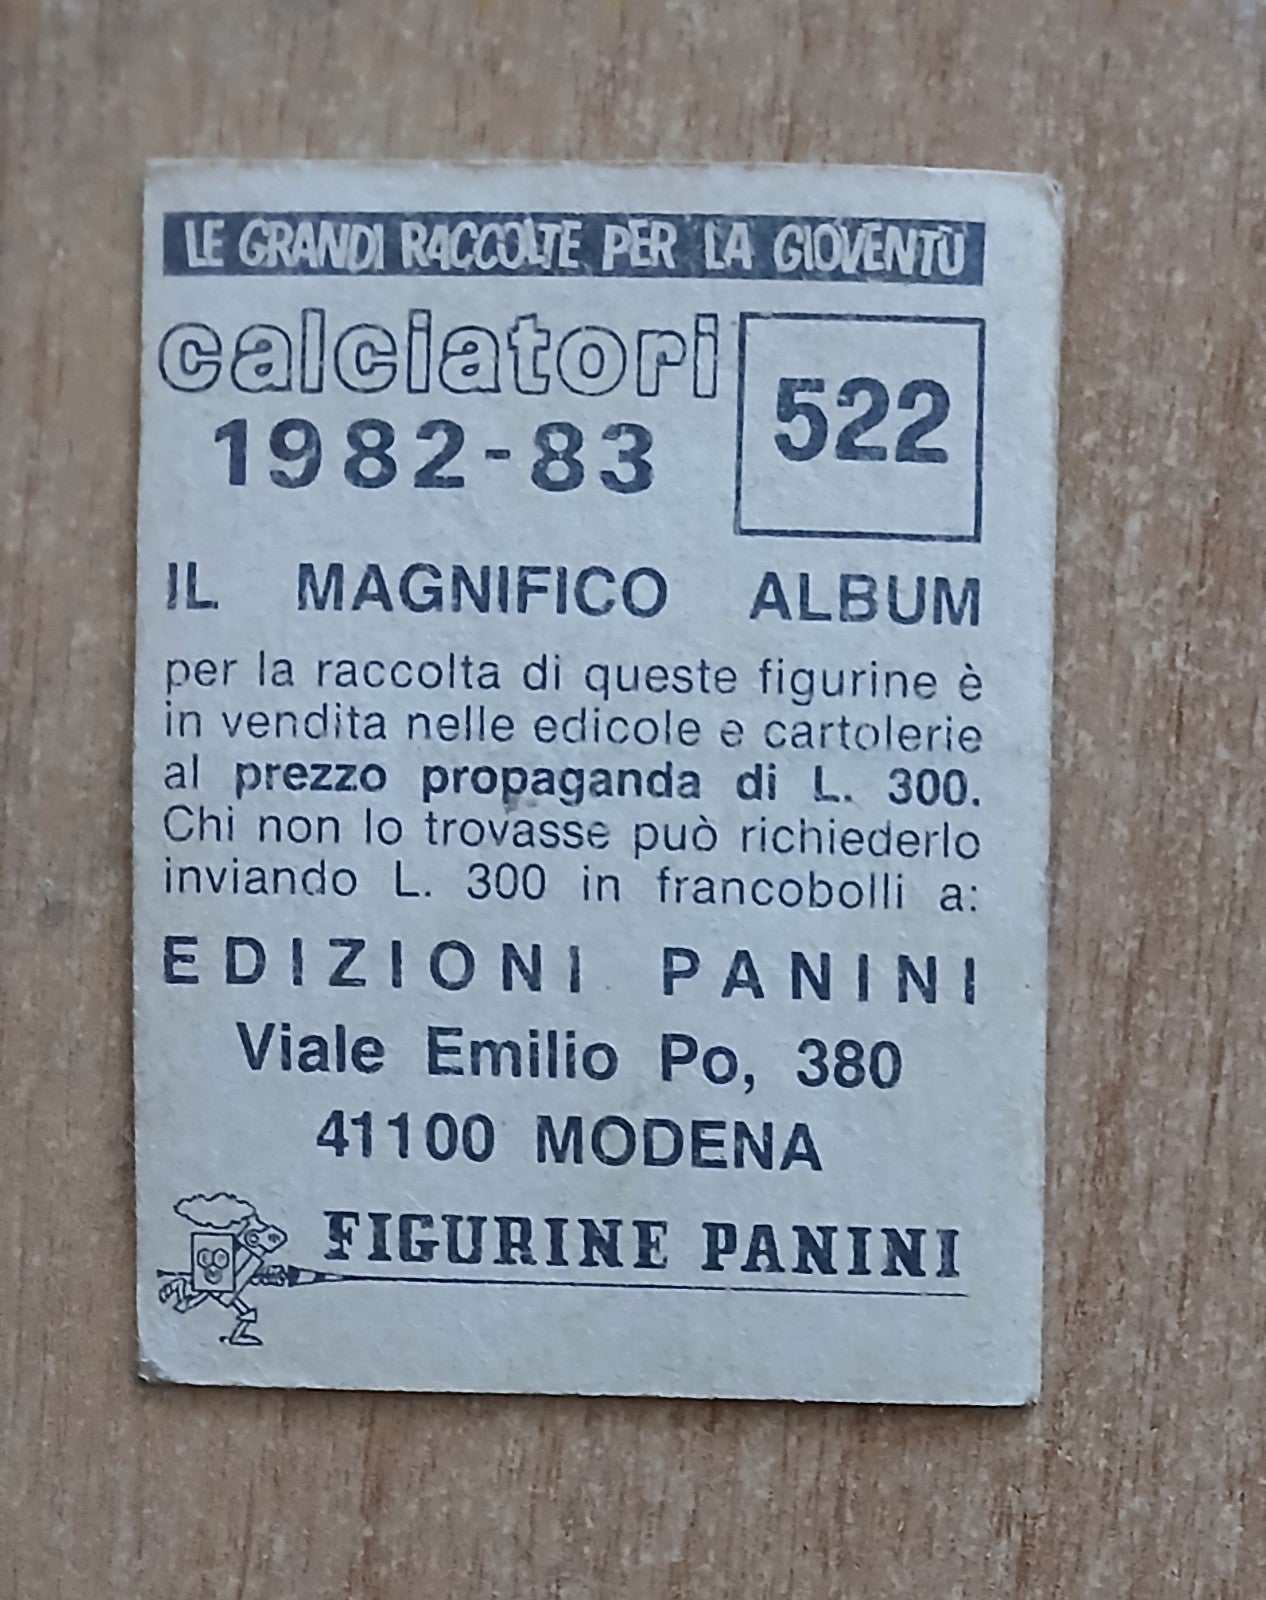 LE GRANDI RACCOLTE PER LA GIOVENTÙ
calciatori
1982-83
522
IL MAGNIFICO ALBUM
per la raccolta di queste figurine è
in vendita nelle edicole e cartolerie
al prezzo propaganda di L. 300.
Chi non lo trovasse può richiederlo
inviando L. 300 in francobolli a:
EDIZIONI PANINI
Viale Emilio Po, 380
41100 MODENA
FIGURINE PANINI